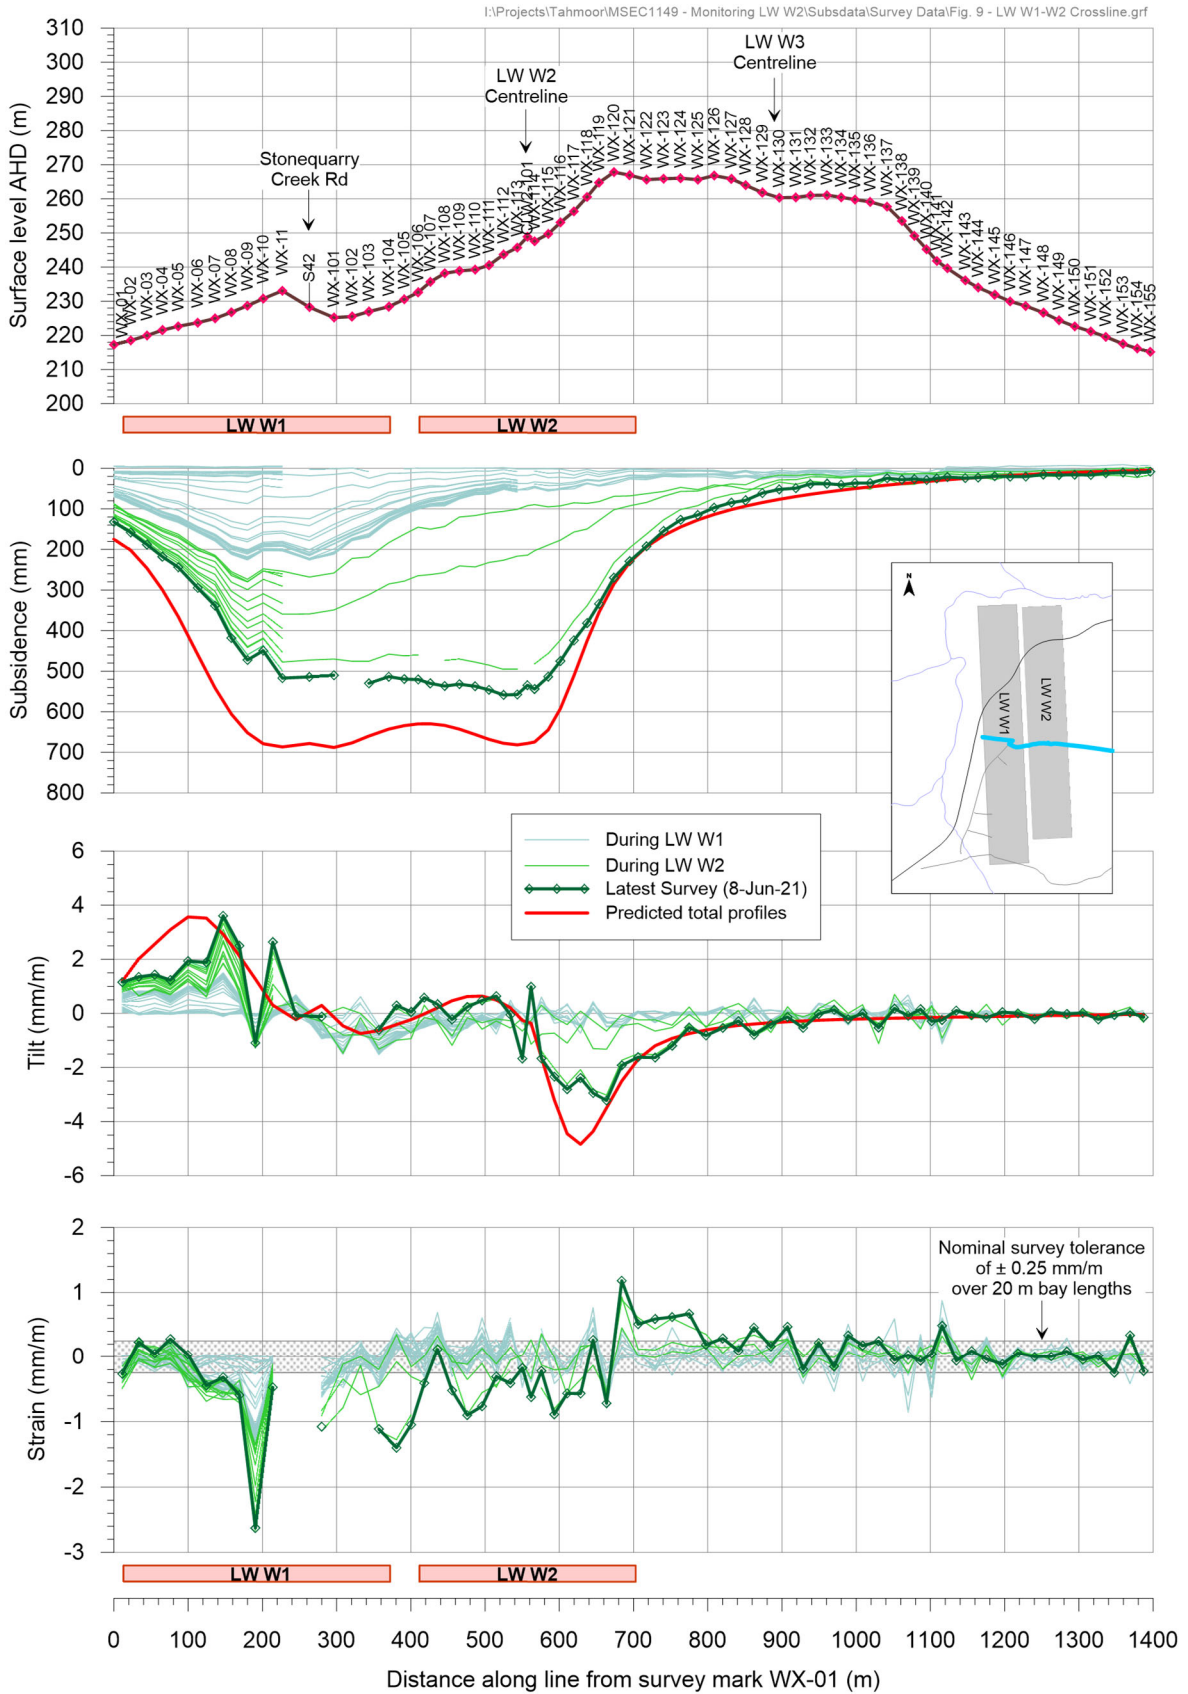 I:\Projects\Tahmoor\MSEC1149 - Monitoring LW W2\Subsdata\Survey Data\Fig. 9 - LW W1-W2 Crossline.grf
310
300
290
280
270
260
250
240
230
220
210
200
Surface level AHD (m)
LW W3
Centreline
LW W2
Centreline
Stonequarry
Creek Rd
WX-01
WX-02
WX-03
WX-04
WX-05
WX-06
WX-07
WX-08
WX-09
WX-10
WX-11
S42
WX-101
WX-102
WX-103
WX-104
WX-105
WX-106
WX-107
WX-108
WX-109
WX-110
WX-111
WX-112
WX-113
WX-114
WX-115
WX-116
WX-117
WX-118
WX-119
WX-120
WX-121
WX-122
WX-123
WX-124
WX-125
WX-126
WX-127
WX-128
WX-129
WX-130
WX-131
WX-132
WX-133
WX-134
WX-135
WX-136
WX-137
WX-138
WX-139
WX-140
WX-141
WX-142
WX-143
WX-144
WX-145
WX-146
WX-147
WX-148
WX-149
WX-150
WX-151
WX-152
WX-153
WX-154
WX-155
LW W1
LW W2
0
100
200
300
400
500
600
700
800
Subsidence (mm)
N
LW W1
LW W2
During LW W1
During LW W2
Latest Survey (8-Jun-21)
Predicted total profiles
6
4
2
0
-2
-4
-6
Tilt (mm/m)
2
1
0
-1
-2
-3
Strain (mm/m)
Nominal survey tolerance
of ± 0.25 mm/m
over 20 m bay lengths
LW W1
LW W2
0 100 200 300 400 500 600 700 800 900 1000 1100 1200 1300 1400
Distance along line from survey mark WX-01 (m)